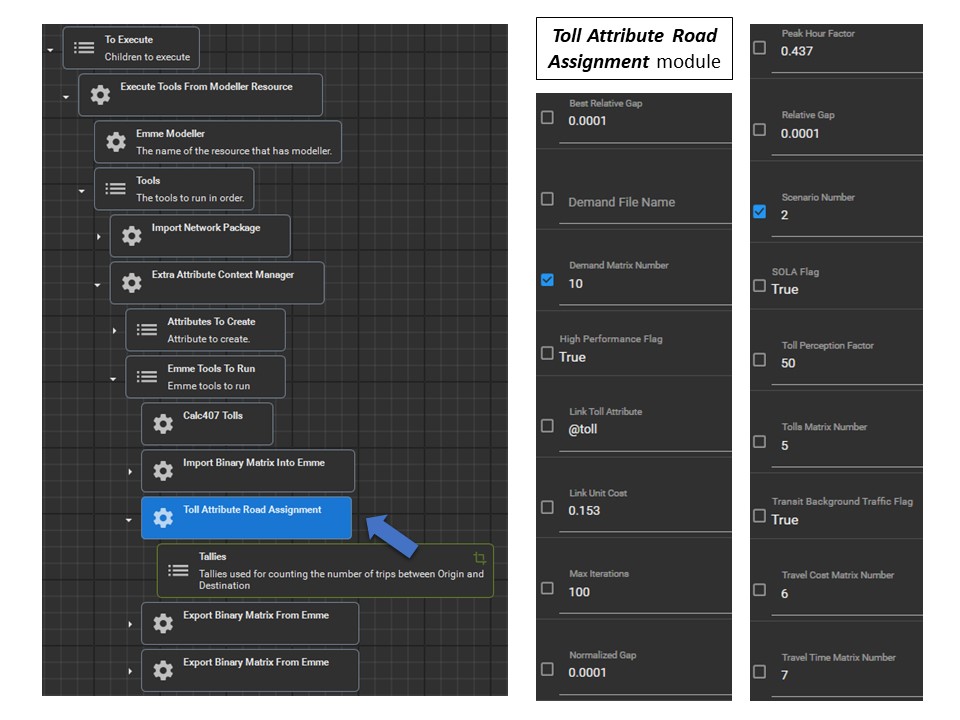 To Execute
Children to execute
Execute Tools From Modeller Resource
Emme Modeller
The name of the resource that has modeller.
Tools
The tools to run in order.
Import Network Package
Extra Attribute Context Manager
Attributes To Create
Attribute to create.
Emme Tools To Run
Emme tools to run
Calc407 Tolls
Import Binary Matrix Into Emme
Toll Attribute Road Assignment
Tallies
Tallies used for counting the number of trips between Origin and
Destination
Export Binary Matrix From Emme
Export Binary Matrix From Emme
Toll Attribute Road
Assignment module
Best Relative Gap
0.0001
Demand File Name
Demand Matrix Number
10
High Performance Flag
True
Link Toll Attribute
@toll
Link Unit Cost
0.153
Max Iterations
100
Normalized Gap
0.0001
Peak Hour Factor
0.437
Relative Gap
0.0001
Scenario Number
2
SOLA Flag
True
Toll Perception Factor
50
Tolls Matrix Number
5
Transit Background Traffic Flag
True
Travel Cost Matrix Number
6
Travel Time Matrix Number
7